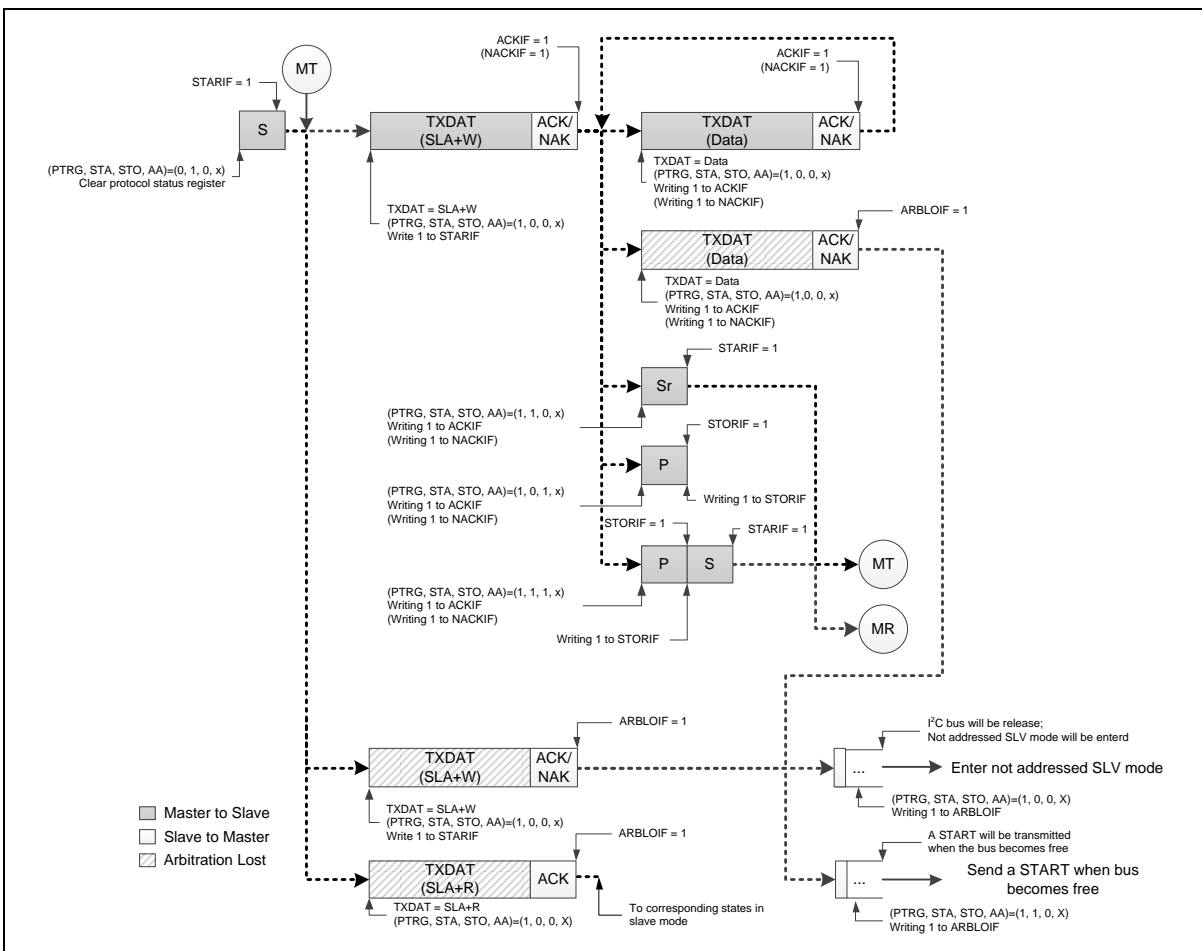 ACKIF = 1
(NACKIF = 1)
ACKIF = 1
(NACKIF = 1)
MT
STARIF = 1
S
TXDAT
(SLA+W)
ACK/
NAK
TXDAT
(Data)
ACK/
NAK
(PTRG, STA, STO, AA)=(0, 1, 0, x)
Clear protocol status register
TXDAT = SLA+W
(PTRG, STA, STO, AA)=(1, 0, 0, x)
Write 1 to STARIF
TXDAT = Data
(PTRG, STA, STO, AA)=(1, 0, 0, x)
Writing 1 to ACKIF
(Writing 1 to NACKIF)
ARBLOIF = 1
TXDAT
(Data)
ACK/
NAK
TXDAT = Data
(PTRG, STA, STO, AA)=(1,0, 0, x)
Writing 1 to ACKIF
(Writing 1 to NACKIF)
STARIF = 1
Sr
(PTRG, STA, STO, AA)=(1, 1, 0, x)
Writing 1 to ACKIF
(Writing 1 to NACKIF)
STORIF = 1
P
(PTRG, STA, STO, AA)=(1, 0, 1, x)
Writing 1 to ACKIF
(Writing 1 to NACKIF)
Writing 1 to STORIF
STORIF = 1
STARIF = 1
P
S
MT
(PTRG, STA, STO, AA)=(1, 1, 1, x)
Writing 1 to ACKIF
(Writing 1 to NACKIF)
Writing 1 to STORIF
MR
ARBLOIF = 1
TXDAT
(SLA+W)
ACK/
NAK
TXDAT = SLA+W
(PTRG, STA, STO, AA)=(1, 0, 0, x)
Write 1 to STARIF
I²C bus will be release;
Not addressed SLV mode will be enterd
...
Enter not addressed SLV mode
(PTRG, STA, STO, AA)=(1, 0, 0, X)
Writing 1 to ARBLOIF
Master to Slave
Slave to Master
Arbitration Lost
ARBLOIF = 1
TXDAT
(SLA+R)
ACK
TXDAT = SLA+R
(PTRG, STA, STO, AA)=(1, 0, 0, X)
To corresponding states in
slave mode
A START will be transmitted
when the bus becomes free
...
Send a START when bus
becomes free
(PTRG, STA, STO, AA)=(1, 1, 0, X)
Writing 1 to ARBLOIF